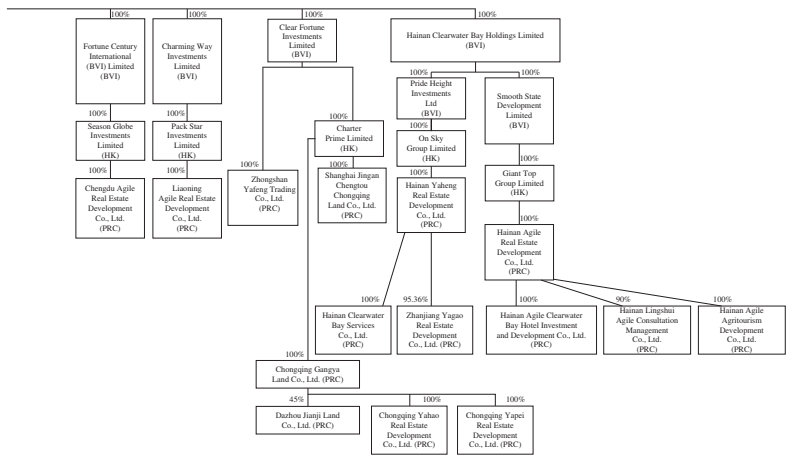 100%
100%
100%
100%
Fortune Century
International
(BVI) Limited
(BVI)
Charming Way
Investments
Limited
(BVI)
Clear Fortune
Investments
Limited
(BVI)
Hainan Clearwater Bay Holdings Limited
(BVI)
100%
100%
Pride Height
Investments
Ltd
(BVI)
Smooth State
Development
Limited
(BVI)
100%
100%
100%
100%
Season Globe
Investments
Limited
(HK)
Pack Star
Investments
Limited
(HK)
Charter
Prime Limited
(HK)
On Sky
Group Limited
(HK)
100%
100%
100%
100%
100%
100%
Chengdu Agile
Real Estate
Development
Co., Ltd.
(PRC)
Liaoning
Agile Real Estate
Development
Co., Ltd.
(PRC)
Zhongshan
Yafeng Trading
Co., Ltd.
(PRC)
Shanghai Jingan
Chengtou
Chongqing
Land Co., Ltd.
(PRC)
Hainan Yaheng
Real Estate
Development
Co., Ltd.
(PRC)
Giant Top
Group Limited
(HK)
100%
Hainan Agile
Real Estate
Development
Co., Ltd.
(PRC)
100%
95.36%
100%
90%
100%
Hainan Clearwater
Bay Services
Co., Ltd.
(PRC)
Zhanjiang Yagao
Real Estate
Development
Co., Ltd. (PRC)
Hainan Agile Clearwater
Bay Hotel Investment
and Development Co., Ltd.
(PRC)
Hainan Lingshui
Agile Consultation
Management
Co., Ltd.
(PRC)
Hainan Agile
Agritourism
Development
Co., Ltd.
(PRC)
100%
Chongqing Gangya
Land Co., Ltd. (PRC)
45%
100%
100%
Dazhou Jianji Land
Co., Ltd. (PRC)
Chongqing Yahao
Real Estate
Development
Co., Ltd. (PRC)
Chongqing Yapei
Real Estate
Development
Co., Ltd. (PRC)